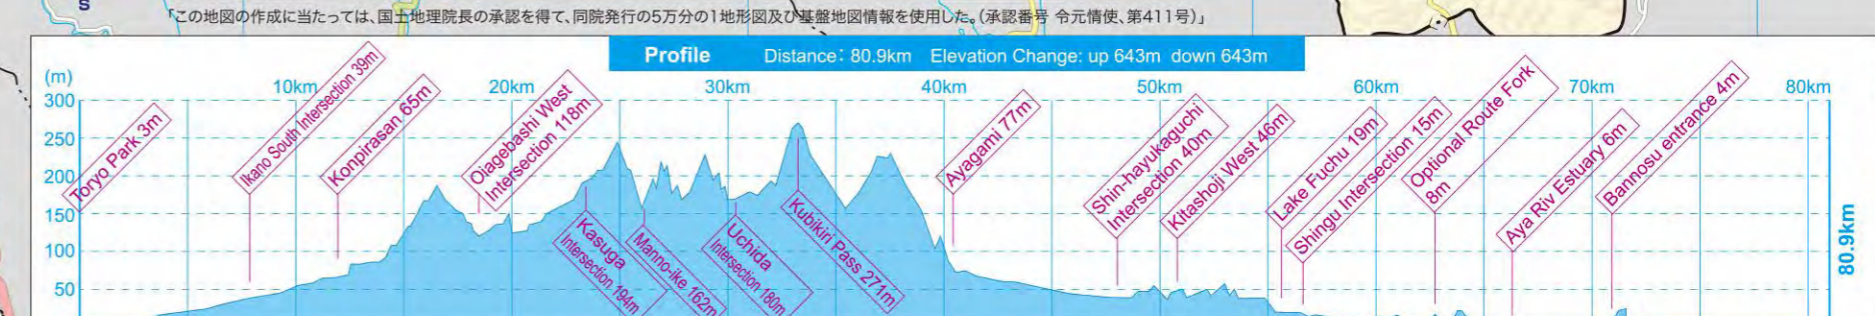 S
「この地図の作成に当たっては、国土地理院長の承認を得て、同院発行の5万分の1地形図及び基盤地図情報を使用した。(承認番号 令元情使、第411号)」
Profile Distance: 80.9km Elevation Change: up 643m down 643m
(m)
10km 20km 30km 40km 50km 60km 70km 80km
300
250
200
150
100
50
Toryo Park 3m
Ikano South Intersection 39m
Konpirasan 65m
Oiagebashi West
Intersection 118m
Kasuga
Intersection 194m
Manno-ike 162m
Uchida
Intersection 180m
Kubikiri Pass 271m
Ayagami 77m
Shin-hayukaguchi
Intersection 40m
Kitashoji West 46m
Lake Fuchu 19m
Shingu Intersection 15m
Optional Route Fork
8m
Aya Riv Estuary 6m
Bannosu entrance 4m
80.9km